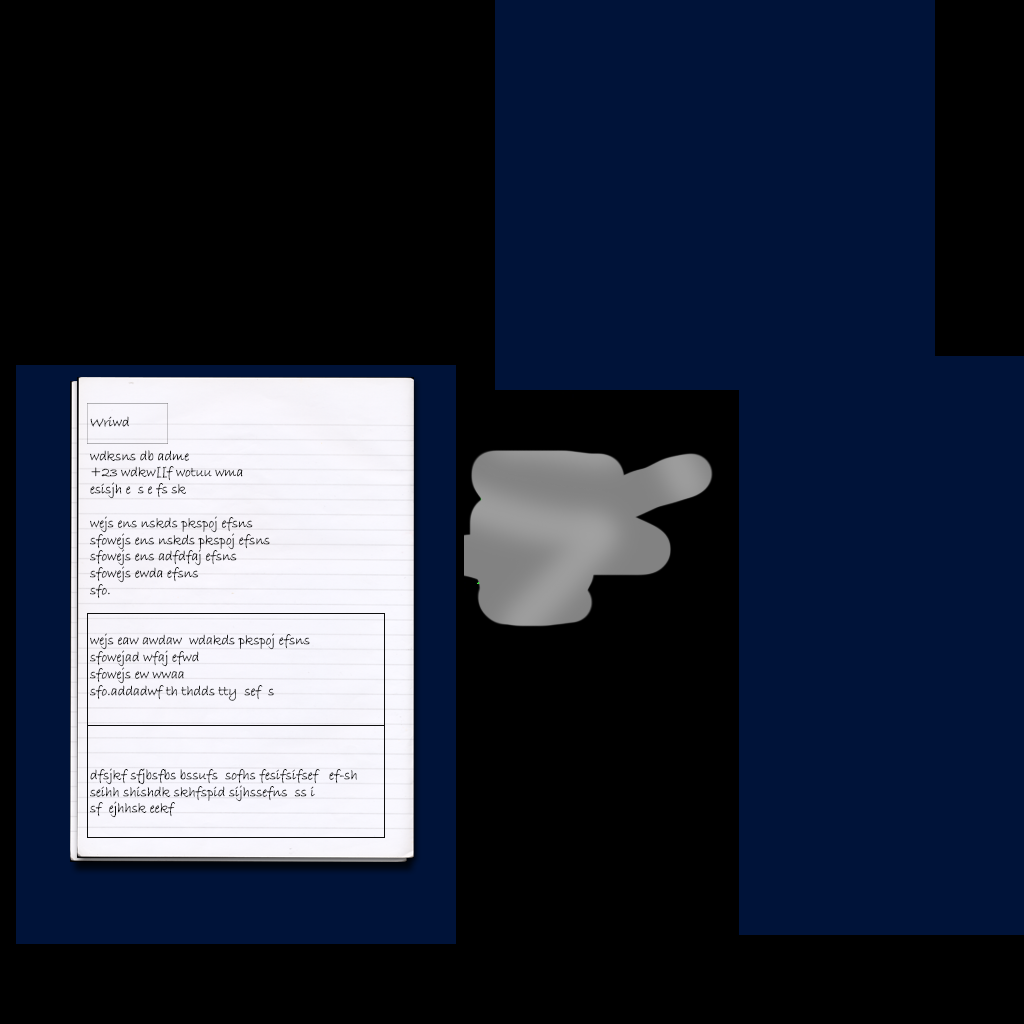 Wriwd
wdksns db adme
+23 wdkw[[f wotuu wma
esisjh e s e fs sk
wejs ens nskds pkspoj efsns
sfowejs ens nskds pkspoj efsns
sfowejs ens adfdfaj efsns
sfowejs ewda efsns
sfo.
wejs eaw awdaw wdakds pkspoj efsns
sfowejad wfaj efwd
sfowejs ew wwaa
sfo.addadwf th thdds tty sef s
dfsjkf sfjbsfbs bssufs sofhs fesifsifsef ef-sh
seihh shishdk skhfspid sijhssefns ss i
sf ejhhsk eekf